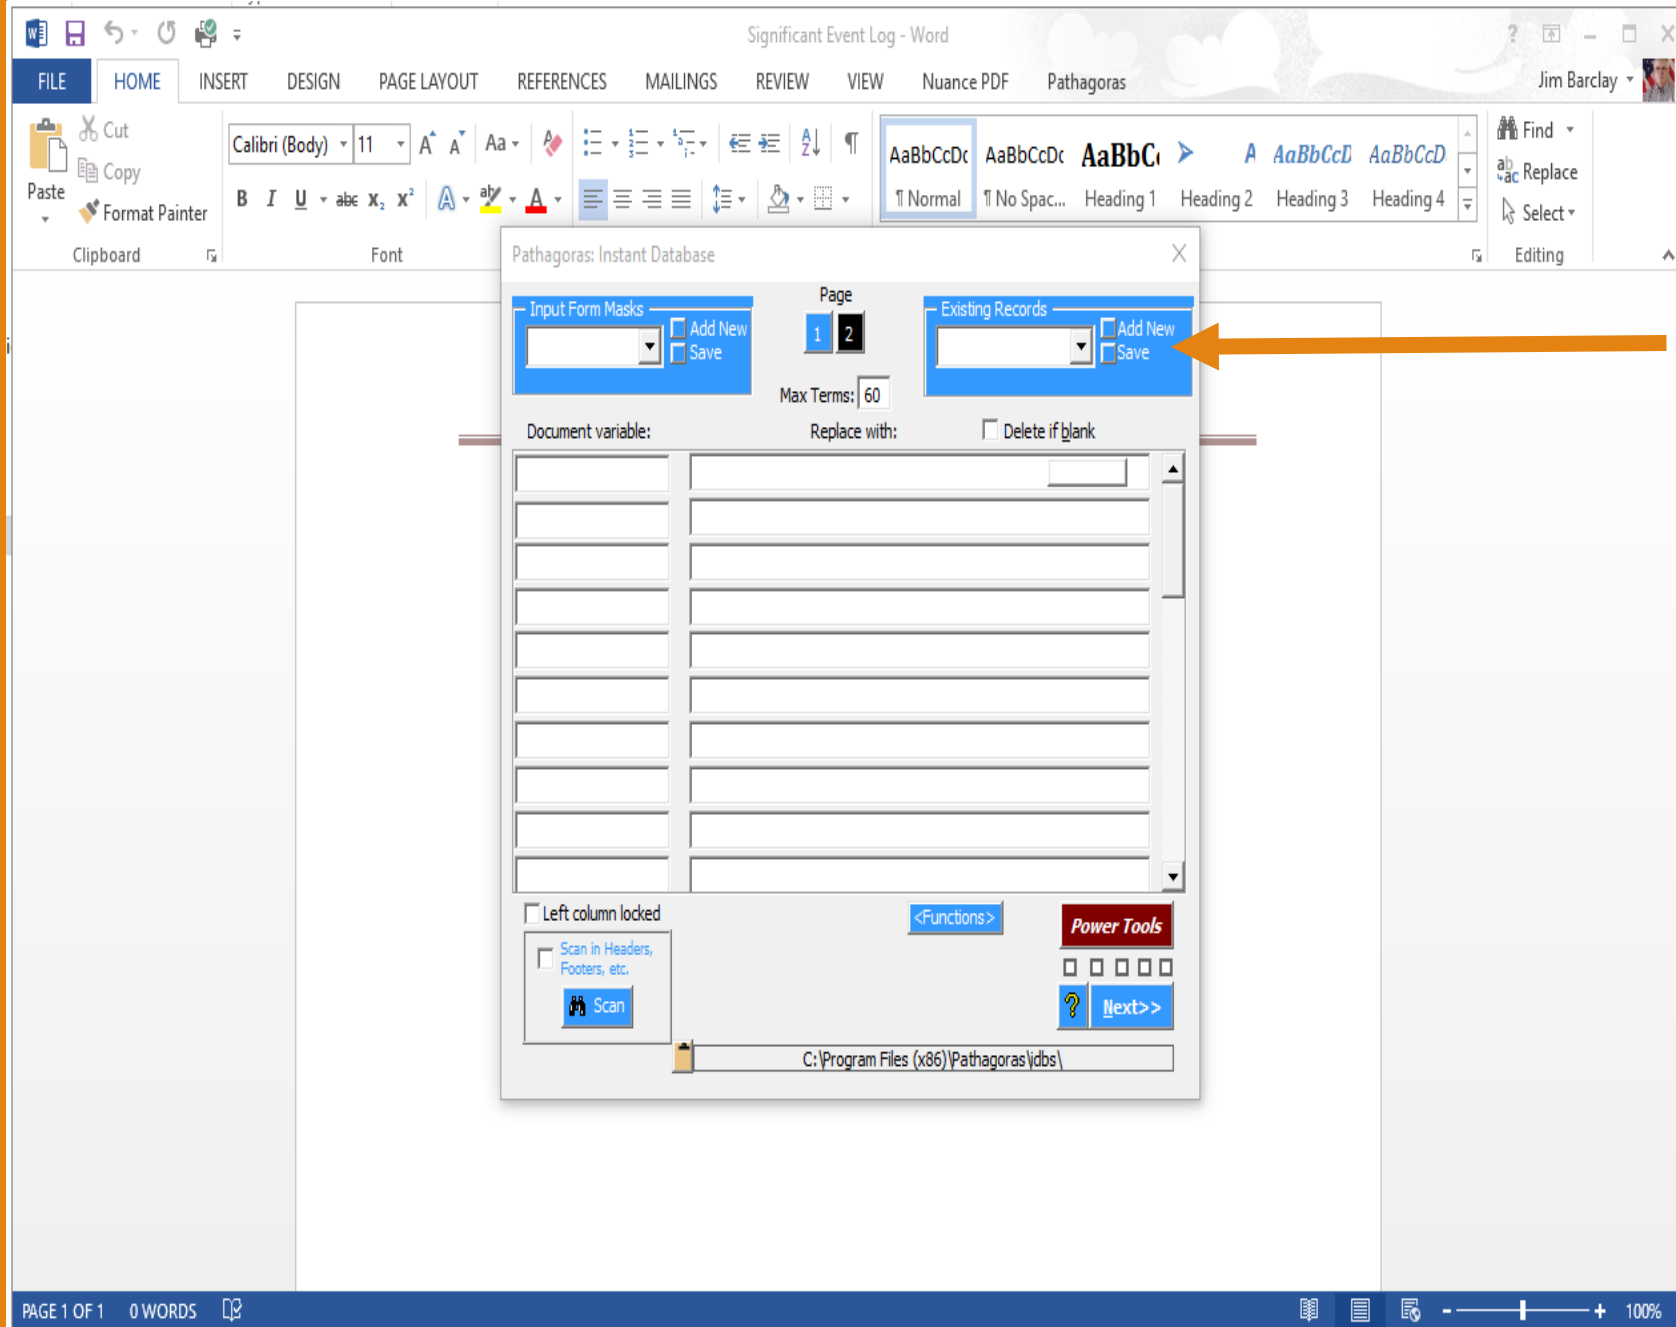 Significant Event Log - Word
FILE HOME INSERT DESIGN PAGE LAYOUT REFERENCES MAILINGS REVIEW VIEW Nuance PDF Pathagoras Jim Barclay
Cut
Copy
Paste
Format Painter
Clipboard
Calibri (Body) 11
Font
AaBbCcDc AaBbCcDc AaBbC A AaBbCcD AaBbCcD
¶ Normal ¶ No Spac... Heading 1 Heading 2 Heading 3 Heading 4
Find
Replace
Select
Editing
Pathagoras: Instant Database
Input Form Masks
Add New
Save
Page
1 2
Max Terms: 60
Existing Records
Add New
Save
Document variable: Replace with: Delete if blank
Left column locked
Scan in Headers,
Footers, etc.
Scan
<Functions>
Power Tools
? Next>>
C:\Program Files (x86)\Pathagoras\idbs\
PAGE 1 OF 1 0 WORDS 100%